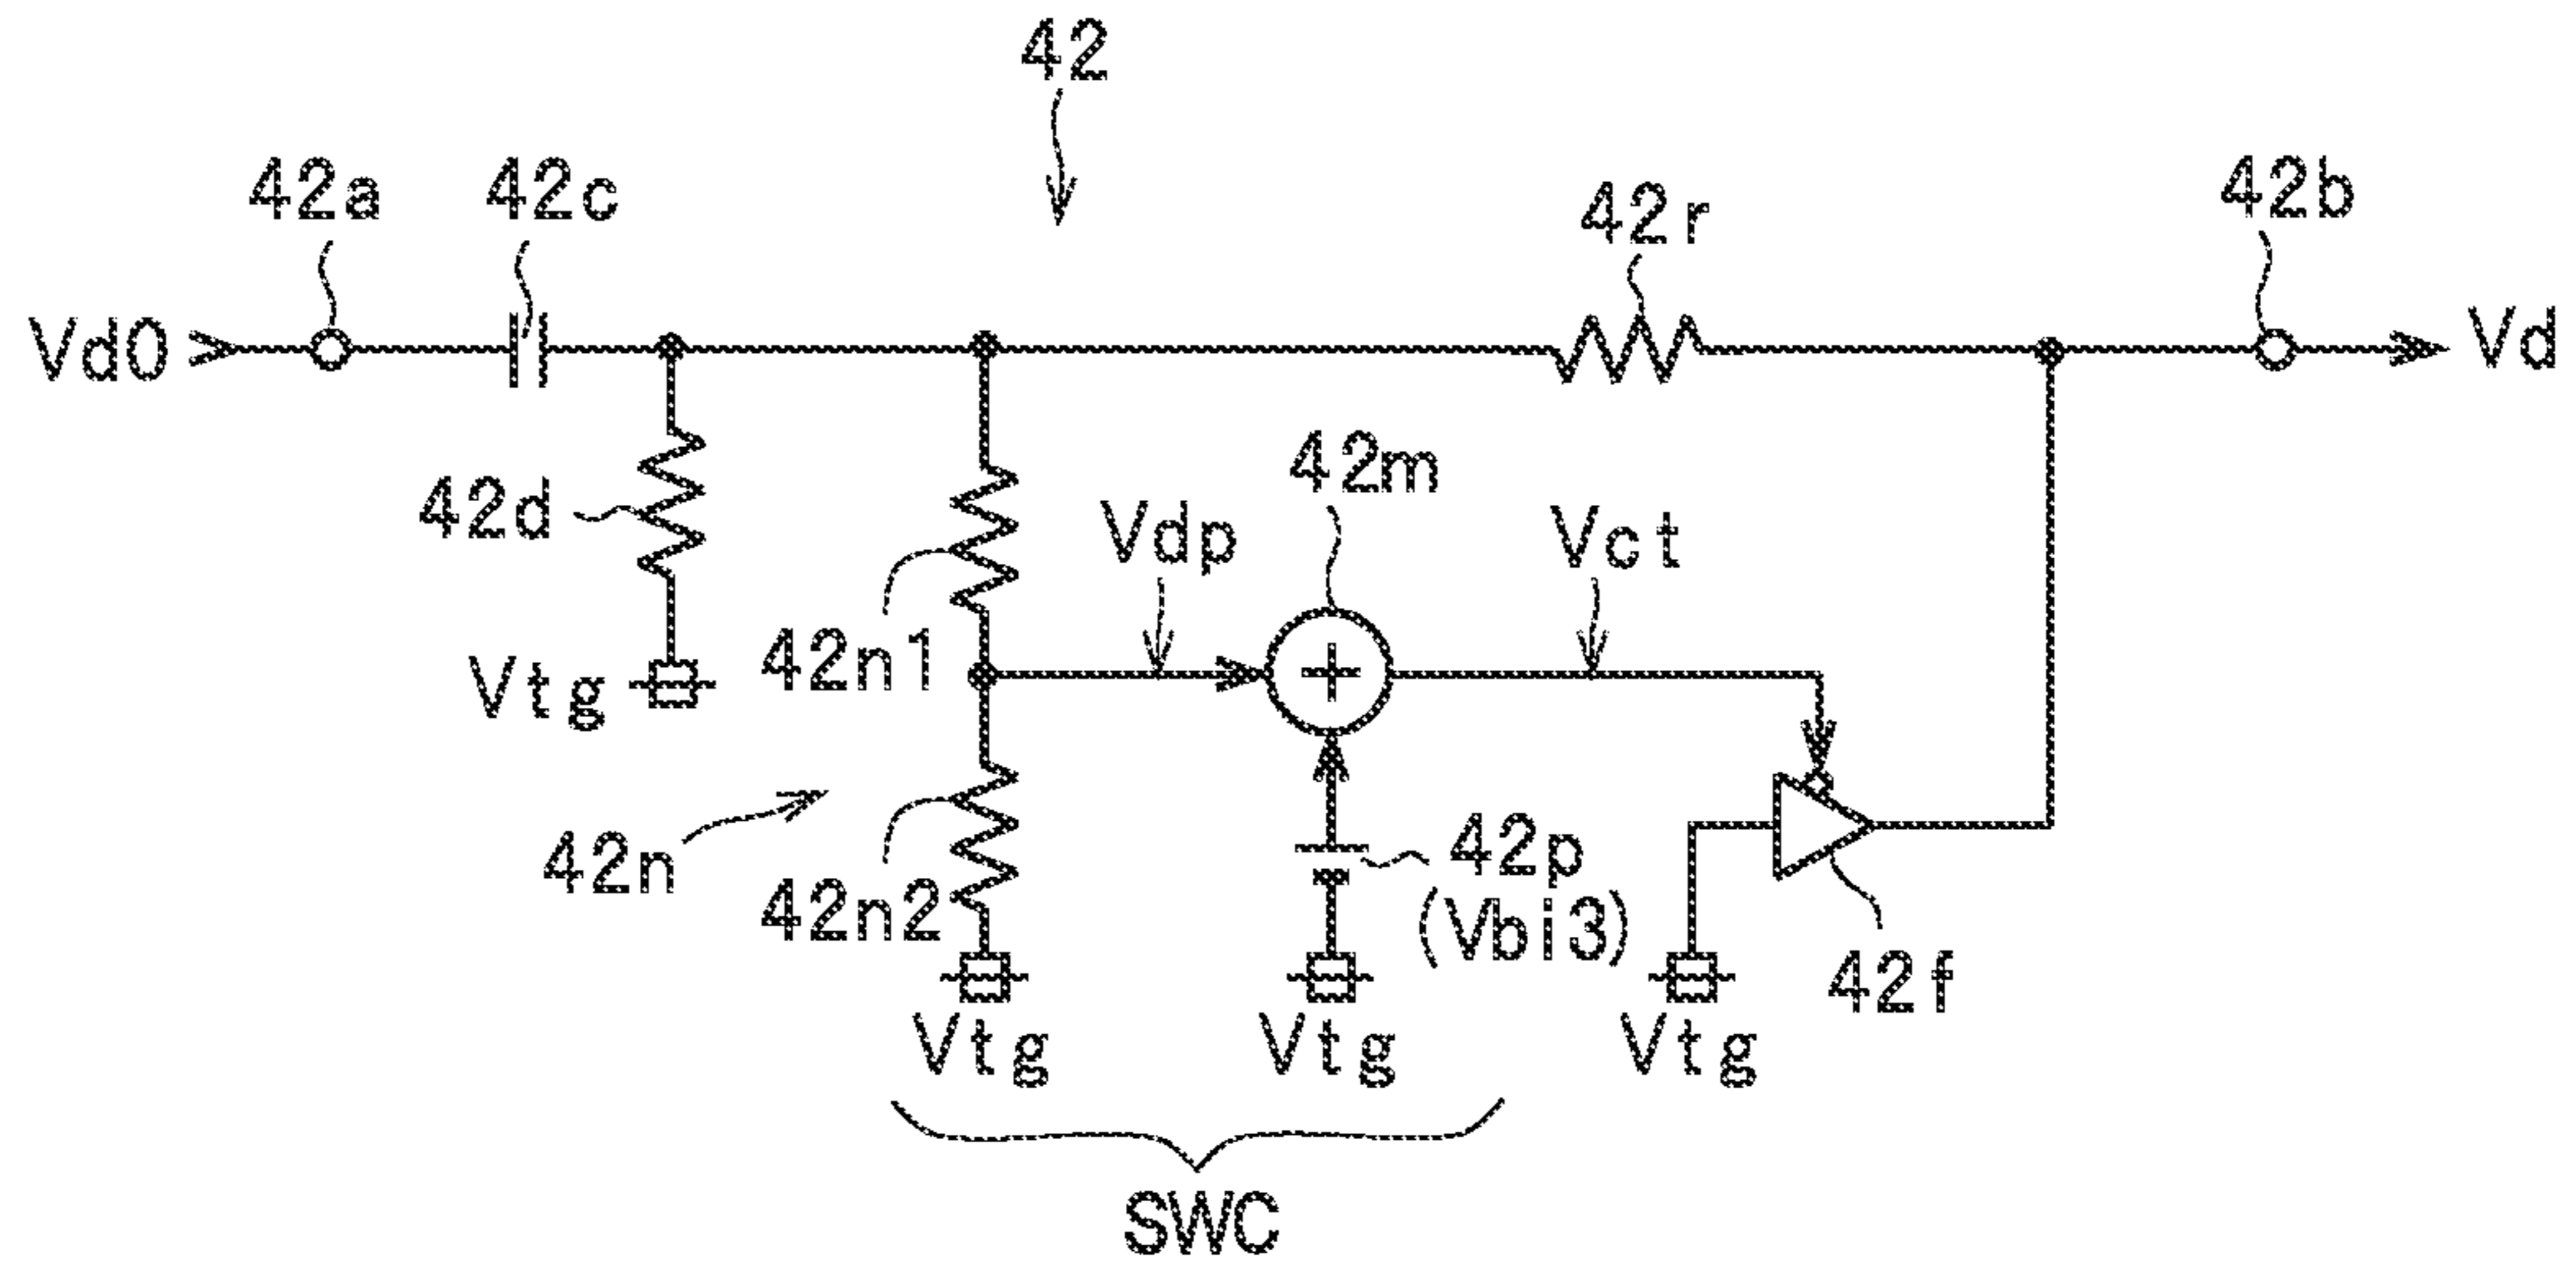 42
42a
42c
42r
42b
Vd0
Vd
42d
42m
Vdp
Vct
42n1
Vtg
42n
42n2
42p
(Vbi3)
42f
Vtg
Vtg
Vtg
SWC